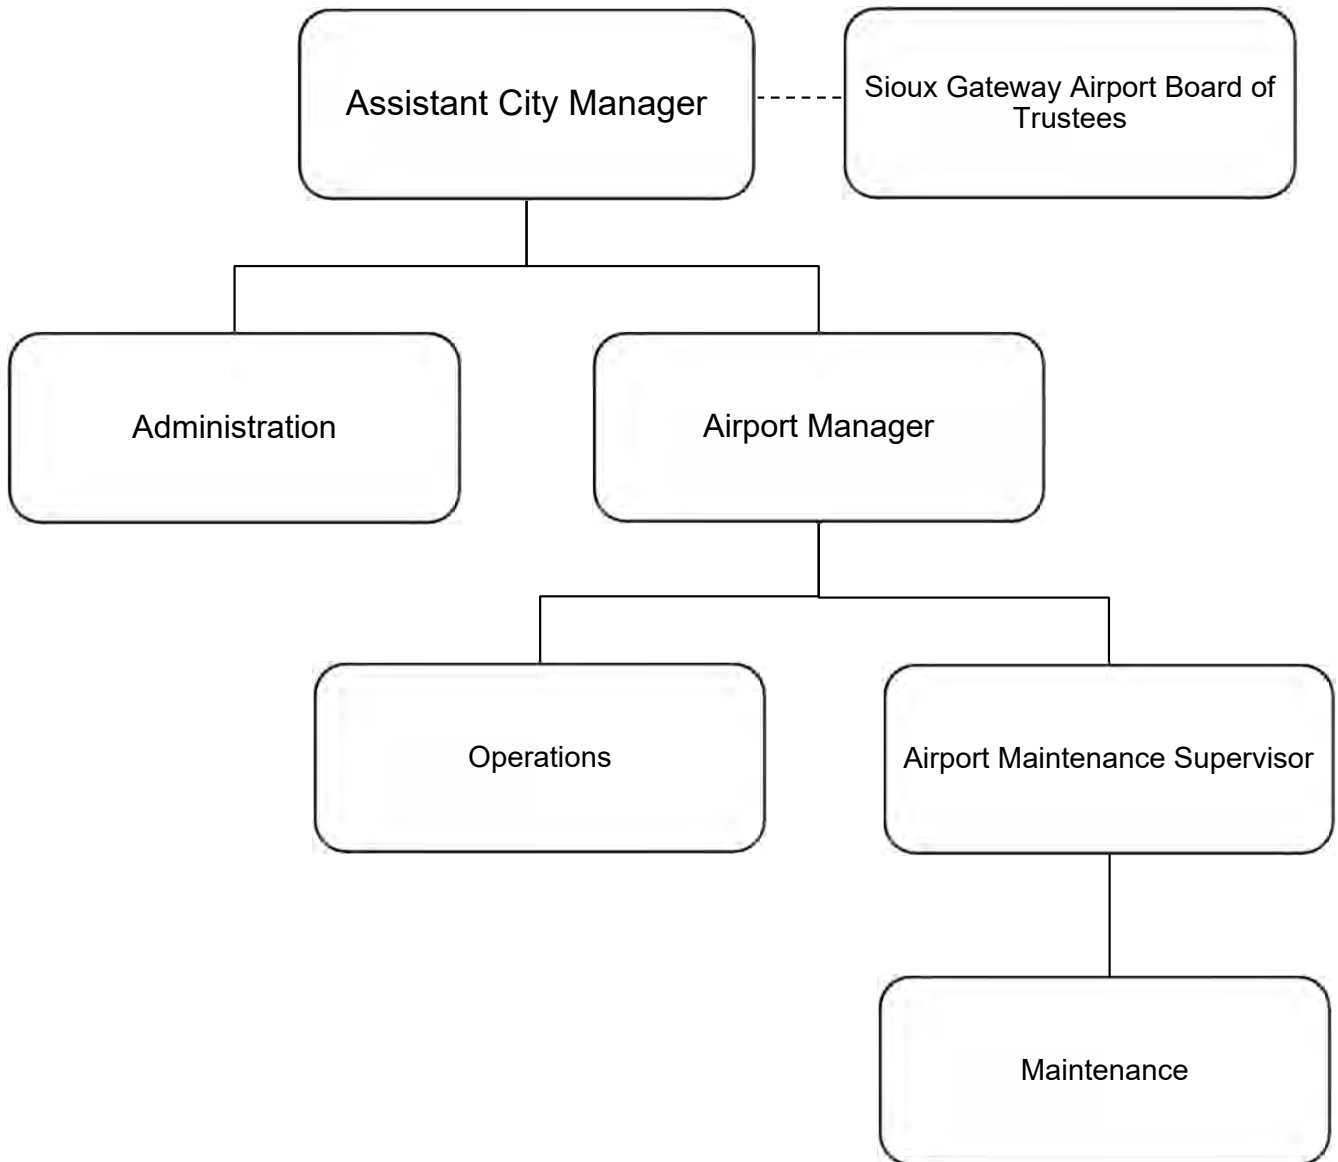 Assistant City Manager
Sioux Gateway Airport Board of
Trustees
Administration
Airport Manager
Operations
Airport Maintenance Supervisor
Maintenance